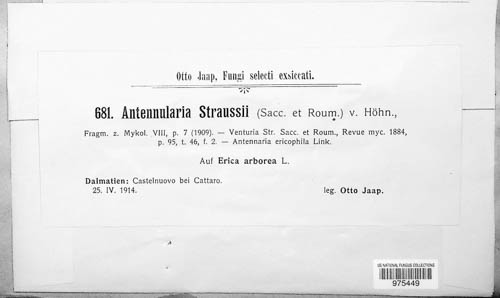 Otto Jaap, Fungi selecti exsiccati.
681. Antennularia Straussii (Sacc. et Roum.) v. Höhn.,
Fragm. z. Mykol. VIII, p. 7 (1909). — Venturia Str. Sacc. et Roum., Revue myc. 1884,
p. 95, t. 46, f. 2. — Antennaria ericophila Link.
Auf Erica arborea L.
Dalmatien: Castelnuovo bei Cattaro.
25. IV. 1914. leg. Otto Jaap.
US NATIONAL FUNGUS COLLECTIONS
975449